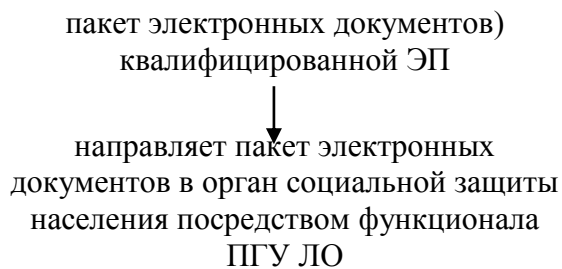 пакет электронных документов)
квалифицированной ЭП
направляет пакет электронных
документов в орган социальной защиты
населения посредством функционала
ПГУ ЛО